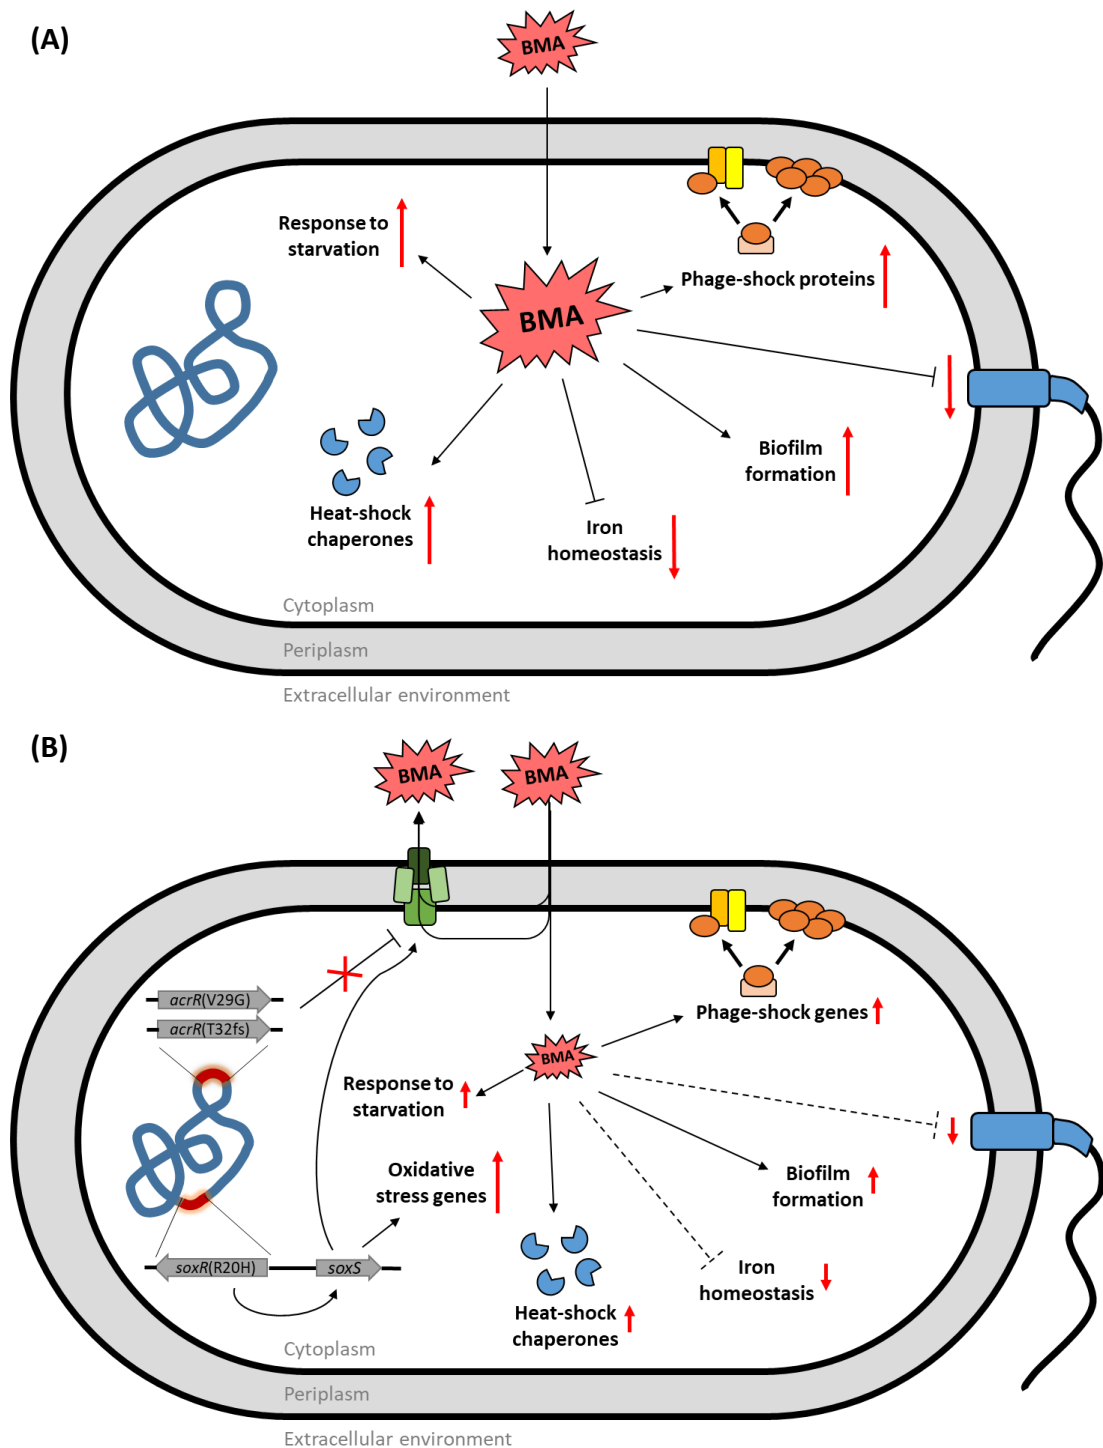 (A)
BMA
Response to
starvation
Phage-shock proteins
BMA
Biofilm
formation
Heat-shock
chaperones
Iron
homeostasis
Cytoplasm
Periplasm
Extracellular environment
(B)
BMA
BMA
acrR(V29G)
acrR(T32fs)
Phage-shock genes
BMA
Response to
starvation
Oxidative
stress genes
Biofilm
formation
soxR(R20H)
soxS
Iron
homeostasis
Heat-shock
chaperones
Cytoplasm
Periplasm
Extracellular environment